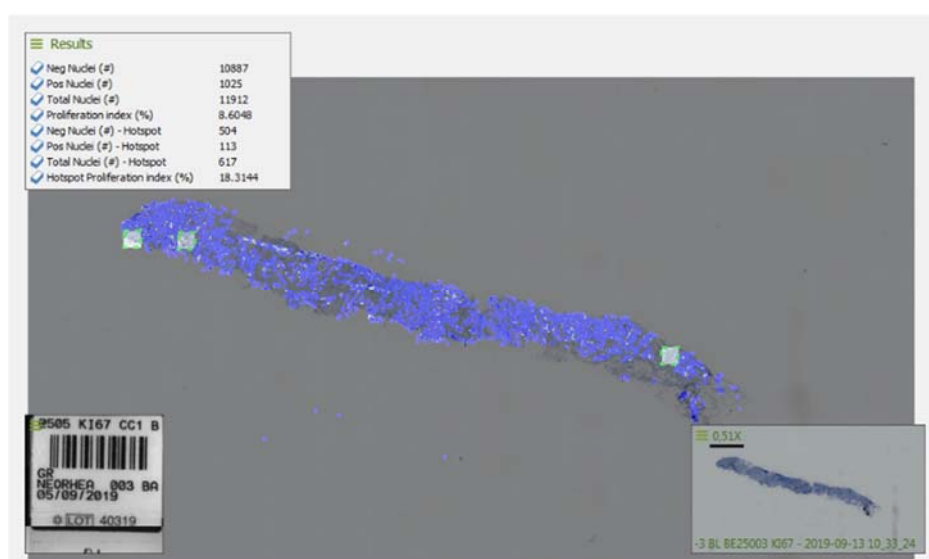 Results
Neg Nuclei (#) 10887
Pos Nuclei (#) 1025
Total Nuclei (#) 11912
Proliferation index (%) 8.6048
Neg Nuclei (#) - Hotspot 504
Pos Nuclei (#) - Hotspot 113
Total Nuclei (#) - Hotspot 617
Hotspot Proliferation index (%) 18.3144
505 KI67 CC1 B
GR
NEORHEA 003 BA
05/09/2019
LOT 40319
0,51X
-3 BL BE25003 KI67 - 2019-09-13 10_33_24